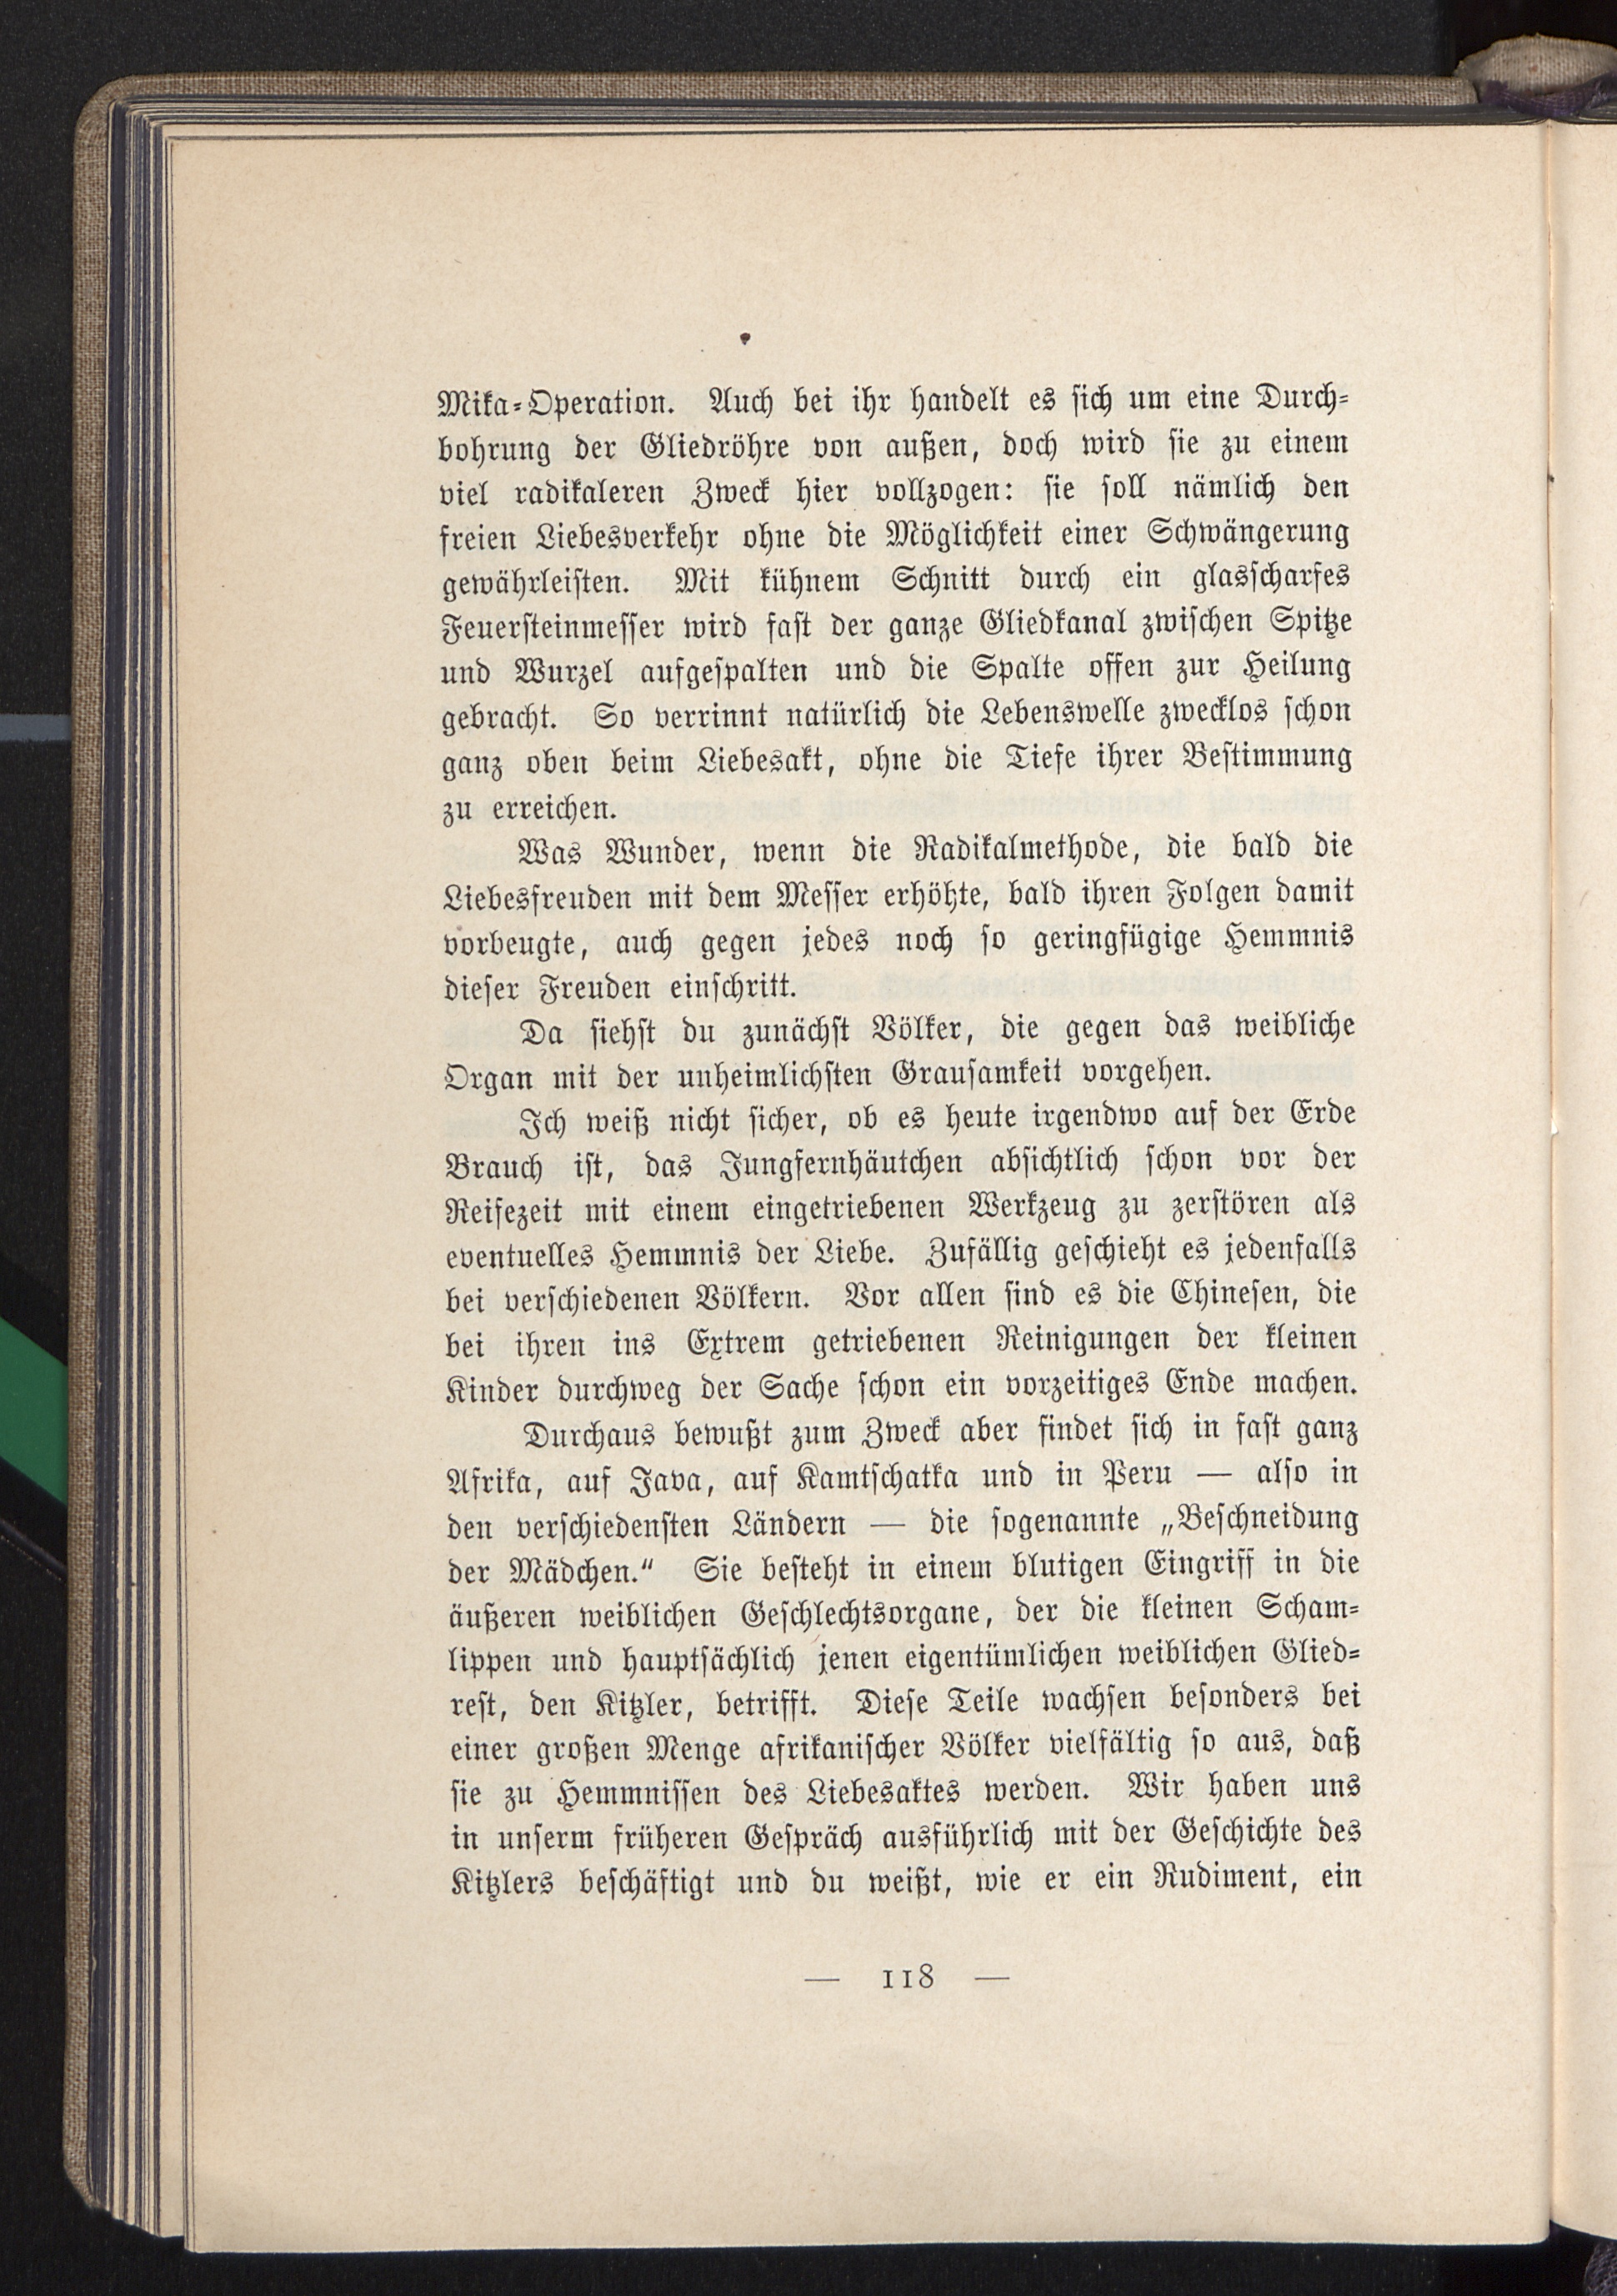 Mika-Operation. Auch bei ihr handelt es sich um eine Durch-
bohrung der Gliedröhre von außen, doch wird sie zu einem
viel radikaleren Zweck hier vollzogen: sie soll nämlich den
freien Liebesverkehr ohne die Möglichkeit einer Schwängerung
gewährleisten. Mit kühnem Schnitt durch ein glasscharfes
Feuersteinmesser wird fast der ganze Gliedkanal zwischen Spitze
und Wurzel aufgespalten und die Spalte offen zur Heilung
gebracht. So verrinnt natürlich die Lebenswelle zwecklos schon
ganz oben beim Liebesakt, ohne die Tiefe ihrer Bestimmung
zu erreichen.
Was Wunder, wenn die Radikalmethode, die bald die
Liebesfreuden mit dem Messer erhöhte, bald ihren Folgen damit
vorbeugte, auch gegen jedes noch so geringfügige Hemmnis
dieser Freuden einschritt.
Da siehst du zunächst Völker, die gegen das weibliche
Organ mit der unheimlichsten Grausamkeit vorgehen.
Ich weiß nicht sicher, ob es heute irgendwo auf der Erde
Brauch ist, das Jungfernhäutchen absichtlich schon vor der
Reifezeit mit einem eingetriebenen Werkzeug zu zerstören als
eventuelles Hemmnis der Liebe. Zufällig geschieht es jedenfalls
bei verschiedenen Völkern. Vor allen sind es die Chinesen, die
bei ihren ins Extrem getriebenen Reinigungen der kleinen
Kinder durchweg der Sache schon ein vorzeitiges Ende machen.
Durchaus bewußt zum Zweck aber findet sich in fast ganz
Afrika, auf Java, auf Kamtschatka und in Peru — also in
den verschiedensten Ländern — die sogenannte „Beschneidung
der Mädchen.“ Sie besteht in einem blutigen Eingriff in die
äußeren weiblichen Geschlechtsorgane, der die kleinen Scham-
lippen und hauptsächlich jenen eigentümlichen weiblichen Glied-
rest, den Kitzler, betrifft. Diese Teile wachsen besonders bei
einer großen Menge afrikanischer Völker vielfältig so aus, daß
sie zu Hemmnissen des Liebesaktes werden. Wir haben uns
in unserm früheren Gespräch ausführlich mit der Geschichte des
Kitzlers beschäftigt und du weißt, wie er ein Rudiment, ein
— 118 —